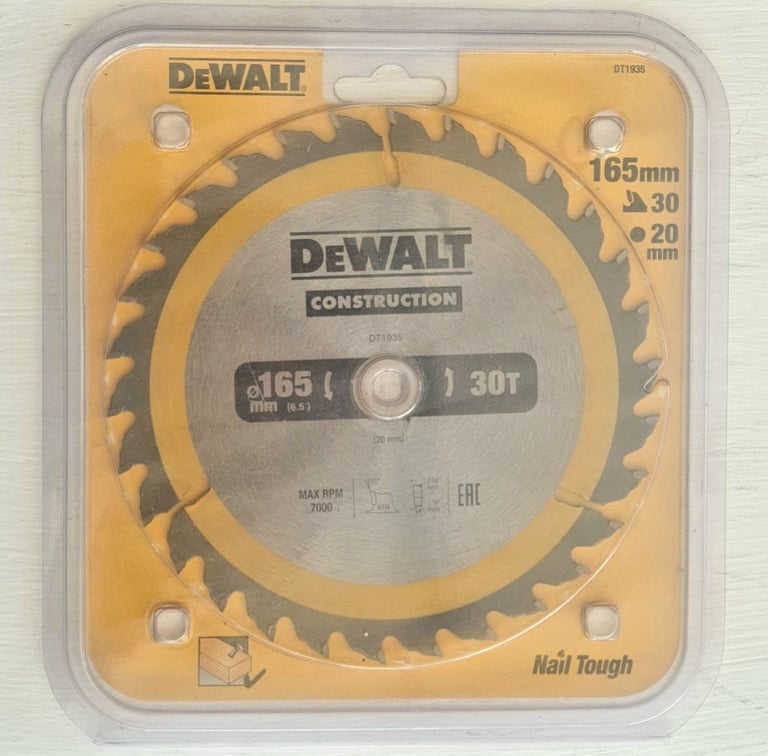 DEWALT
DT1935
165mm
30
20
mm
DEWALT
CONSTRUCTION
DT1935
ø165 30T
mm (6.5")
(20 mm)
MAX RPM
7000
ATB
EAC
Nail Tough